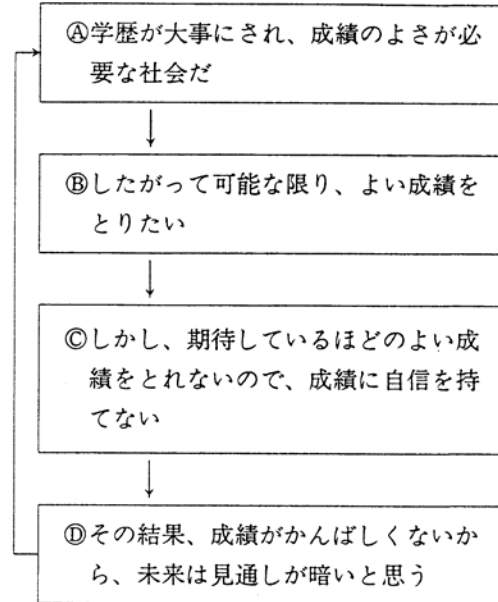 Ⓐ学歴が大事にされ、成績のよさが必
要な社会だ
Ⓑしたがって可能な限り、よい成績を
とりたい
Ⓒしかし、期待しているほどのよい成
績をとれないので、成績に自信を持
てない
Ⓓその結果、成績がかんばしくないか
ら、未来は見通しが暗いと思う